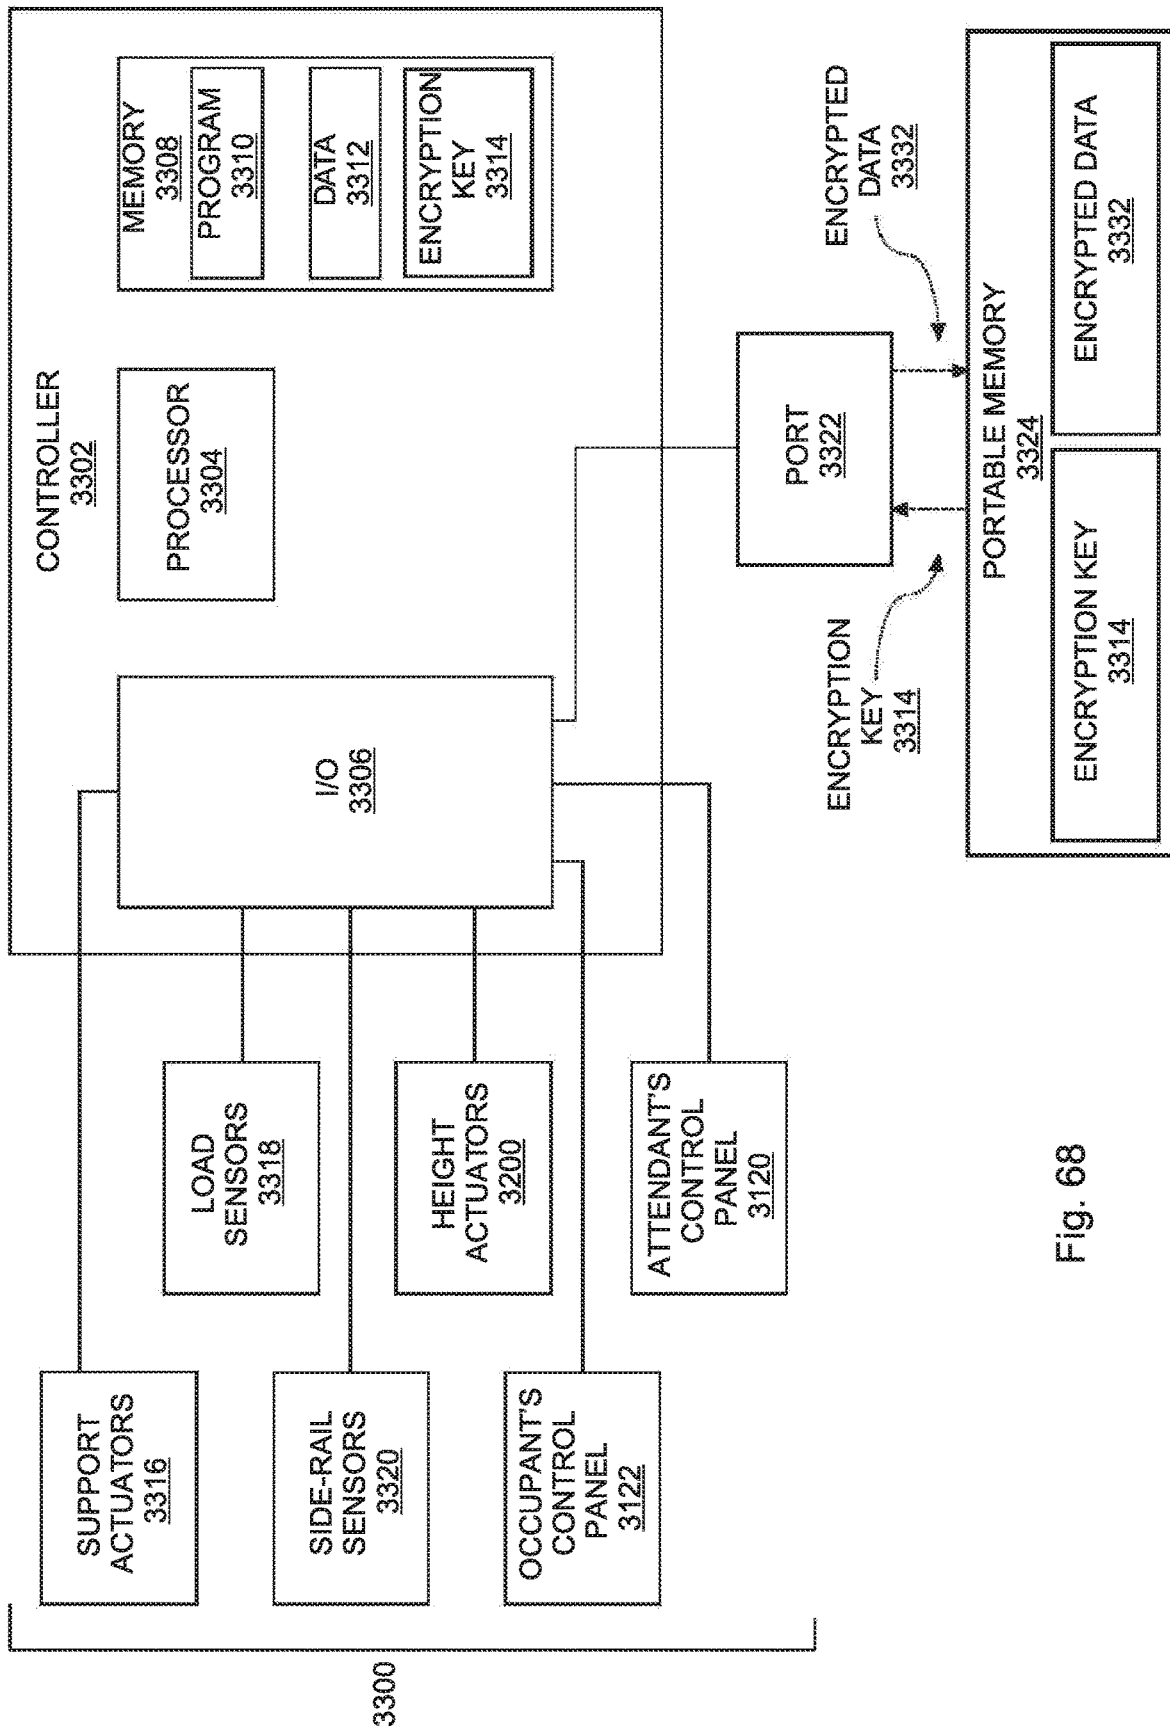 3300
SUPPORT
ACTUATORS
3316
SIDE-RAIL
SENSORS
3320
OCCUPANT'S
CONTROL
PANEL
3122
LOAD
SENSORS
3318
HEIGHT
ACTUATORS
3200
ATTENDANT'S
CONTROL
PANEL
3120
CONTROLLER
3302
I/O
3306
PROCESSOR
3304
MEMORY
3308
PROGRAM
3310
DATA
3312
ENCRYPTION
KEY
3314
PORT
3322
ENCRYPTION
KEY
3314
ENCRYPTED
DATA
3332
PORTABLE MEMORY
3324
ENCRYPTION KEY
3314
ENCRYPTED DATA
3332
Fig. 68